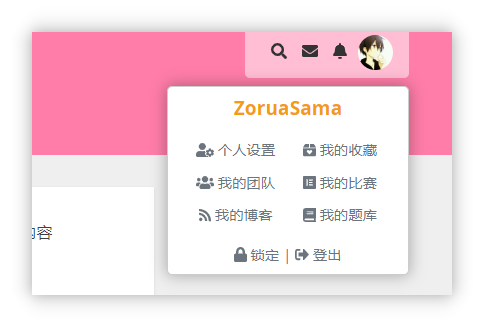 ZoruaSama
个人设置 我的收藏
我的团队 我的比赛
内容
我的博客 我的题库
锁定 | 登出